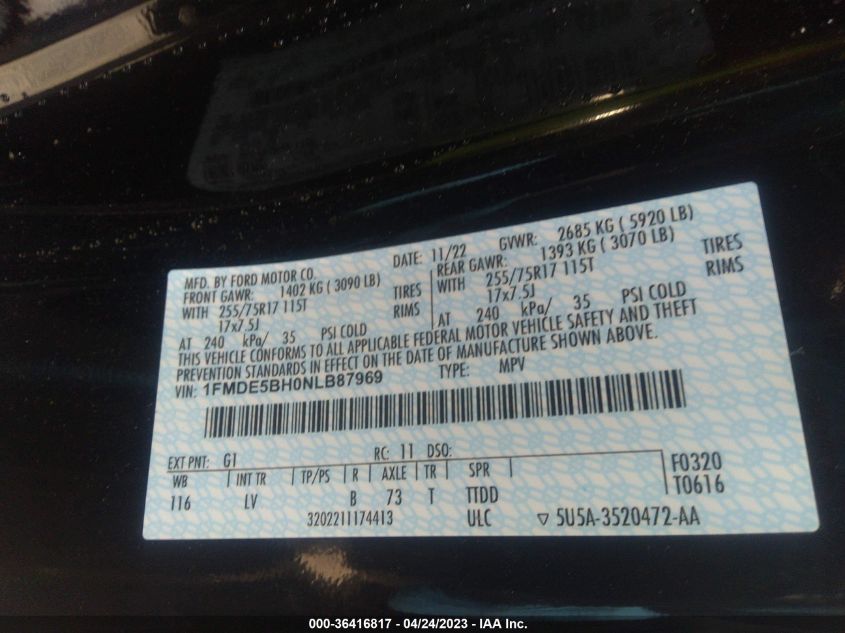 MFD. BY FORD MOTOR CO. DATE: 11/22 GVWR: 2685 KG ( 5920 LB)
FRONT GAWR: 1402 KG ( 3090 LB) REAR GAWR: 1393 KG ( 3070 LB)
WITH 255/75R17 115T TIRES WITH 255/75R17 115T TIRES
17x7.5J RIMS 17x7.5J RIMS
AT 240 kPa/ 35 PSI COLD AT 240 kPa/ 35 PSI COLD
THIS VEHICLE CONFORMS TO ALL APPLICABLE FEDERAL MOTOR VEHICLE SAFETY AND THEFT
PREVENTION STANDARDS IN EFFECT ON THE DATE OF MANUFACTURE SHOWN ABOVE.
VIN: 1FMDE5BH0NLB87969 TYPE: MPV
EXT PNT: G1 RC: 11 DSO: F0320
WB INT TR TP/PS R AXLE TR SPR T0616
116 LV B 73 T TTDD
3202211174413 ULC ▽ 5U5A-3520472-AA
000-36416817 - 04/24/2023 - IAA Inc.